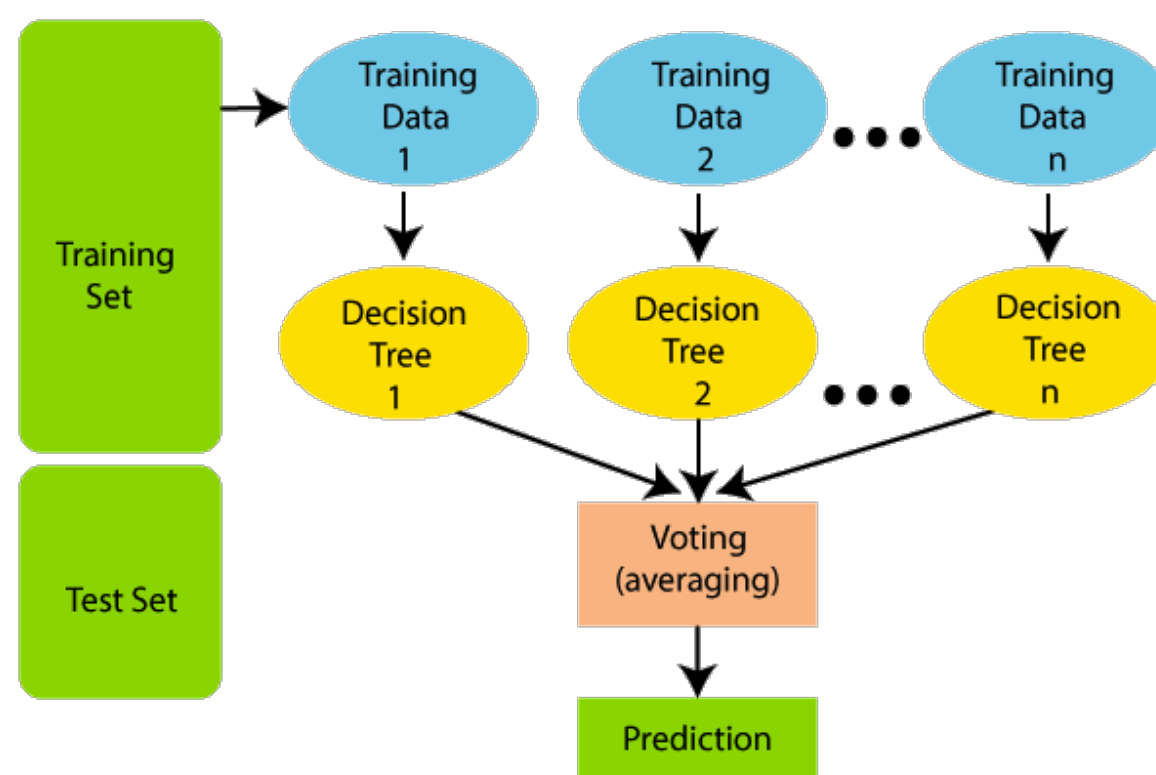 Training
Set
Training
Data
1
Training
Data
2
Training
Data
n
Decision
Tree
1
Decision
Tree
2
Decision
Tree
n
Test Set
Voting
(averaging)
Prediction